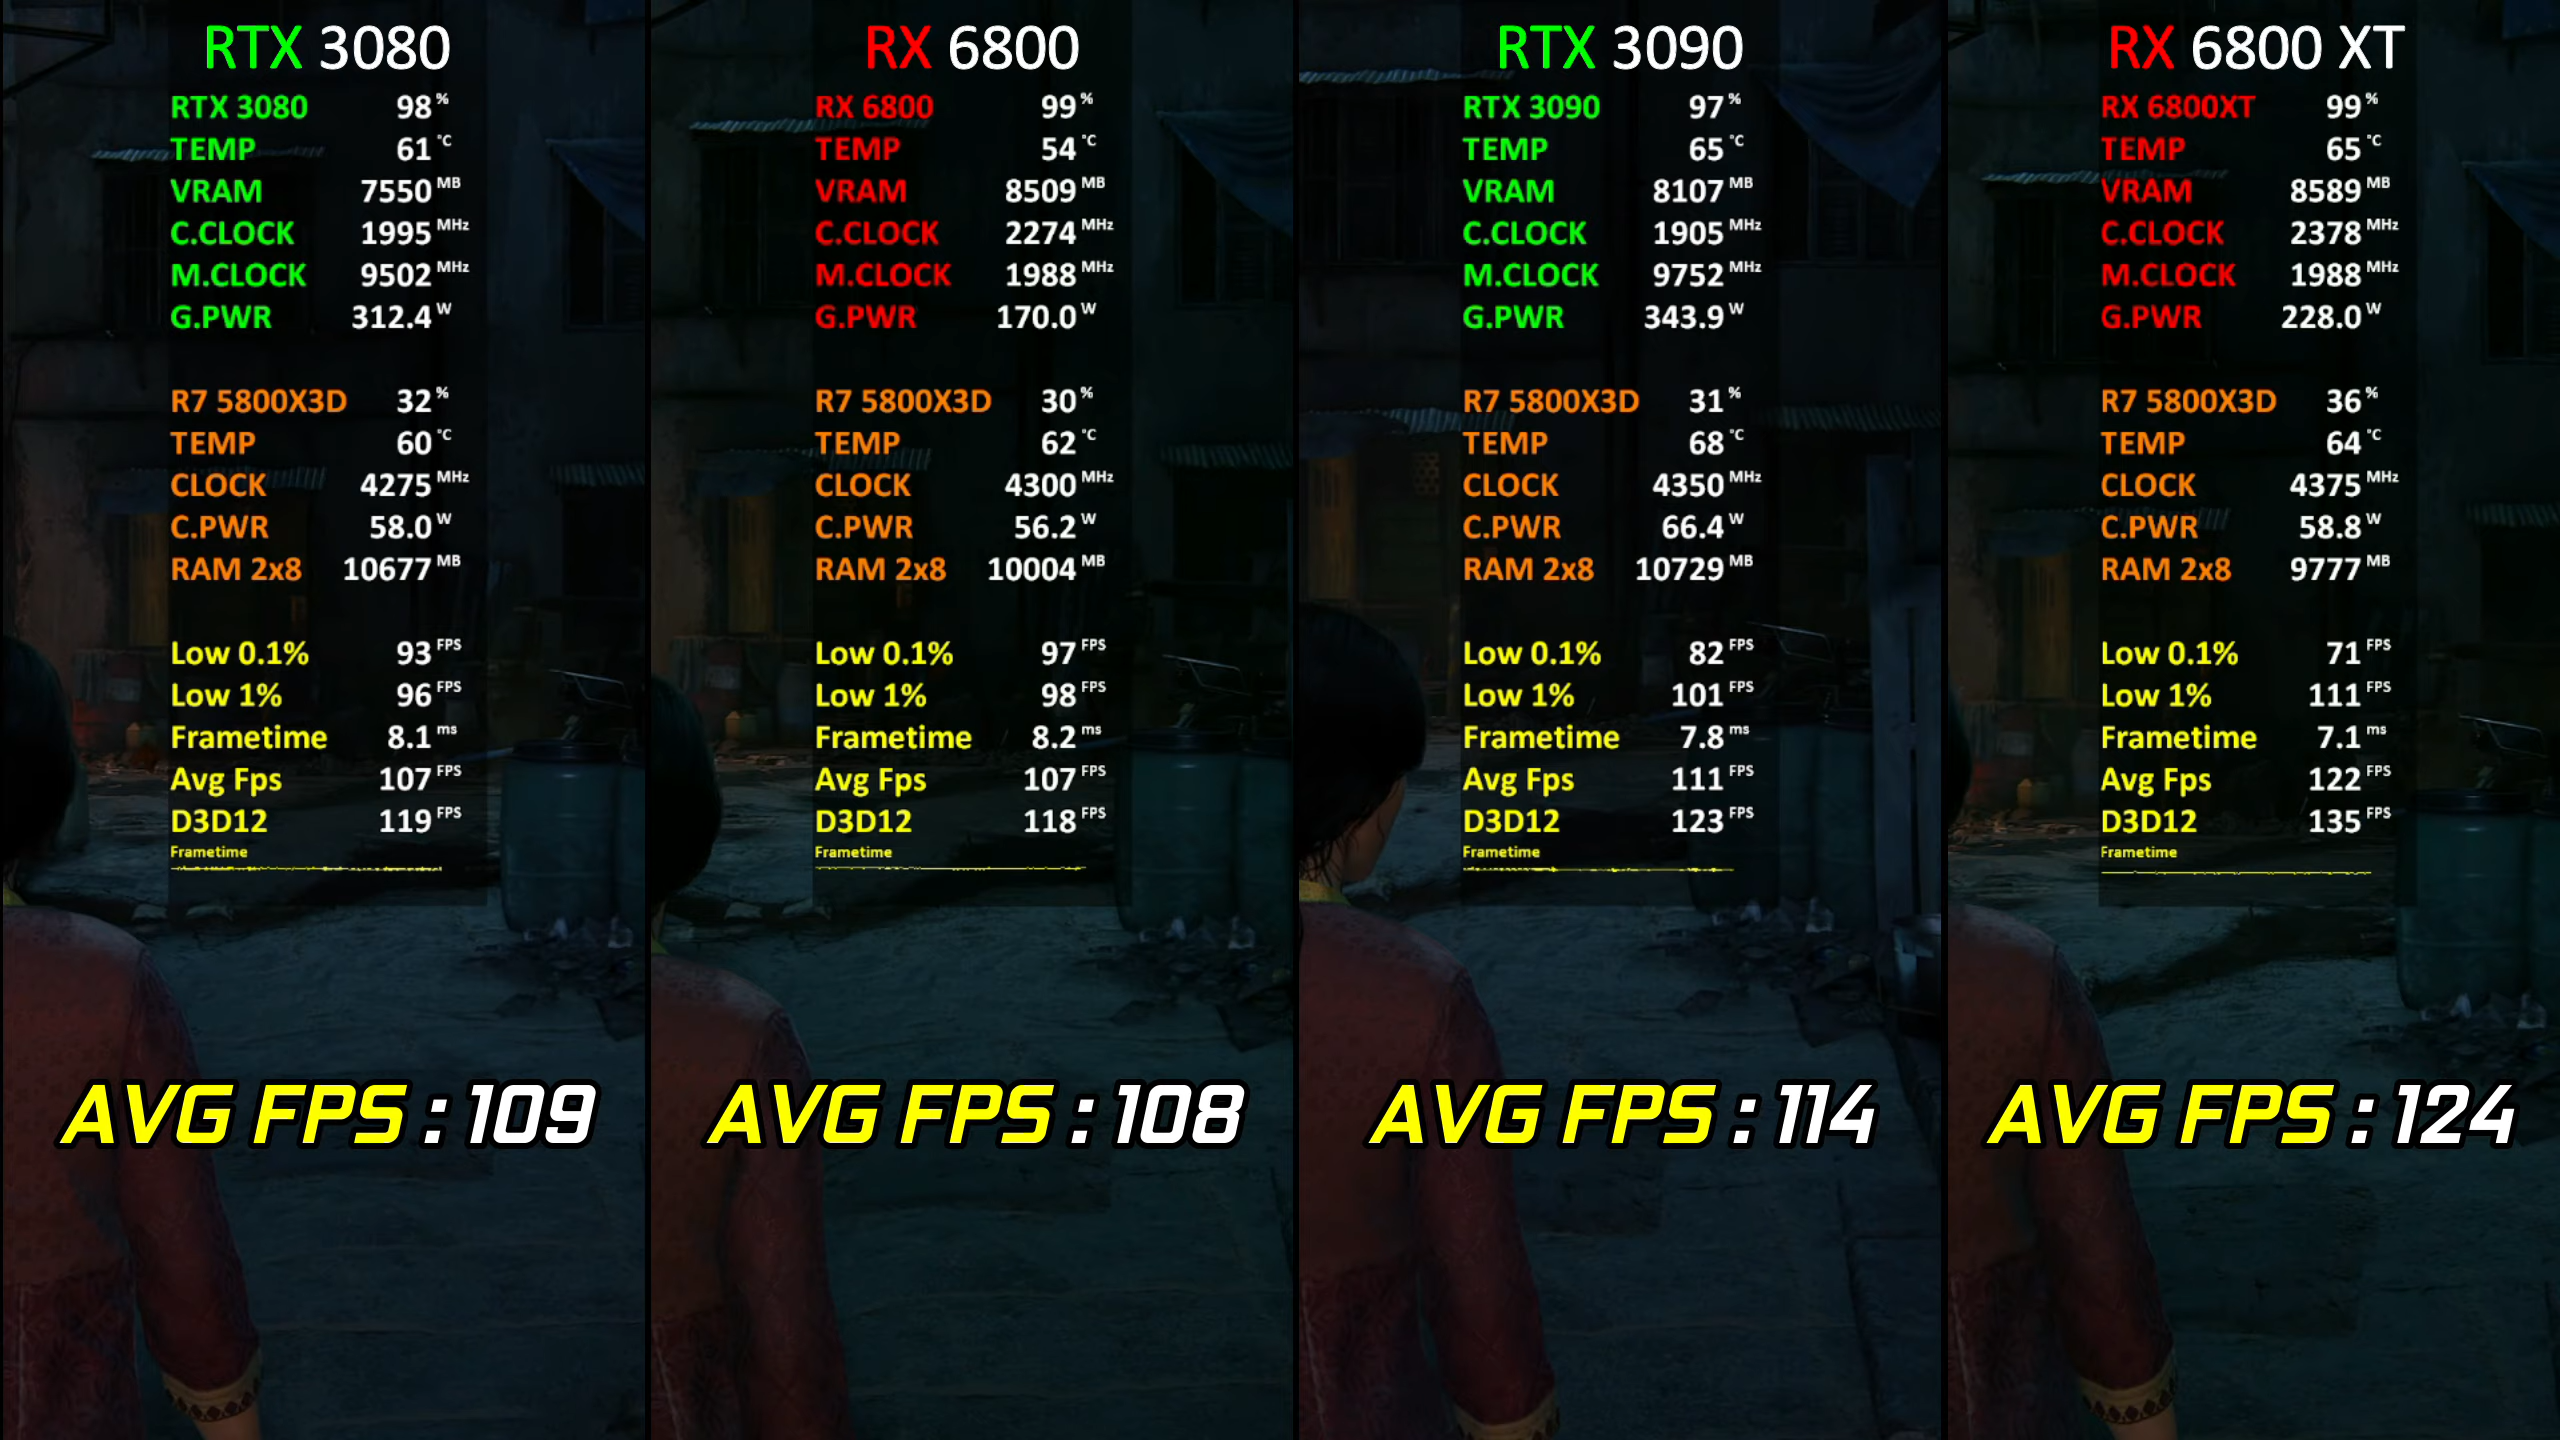 RTX 3080
RTX 3080 98 %
TEMP 61 °C
VRAM 7550 MB
C.CLOCK 1995 MHz
M.CLOCK 9502 MHz
G.PWR 312.4 W
R7 5800X3D 32 %
TEMP 60 °C
CLOCK 4275 MHz
C.PWR 58.0 W
RAM 2x8 10677 MB
Low 0.1% 93 FPS
Low 1% 96 FPS
Frametime 8.1 ms
Avg Fps 107 FPS
D3D12 119 FPS
Frametime
AVG FPS : 109
RX 6800
RX 6800 99 %
TEMP 54 °C
VRAM 8509 MB
C.CLOCK 2274 MHz
M.CLOCK 1988 MHz
G.PWR 170.0 W
R7 5800X3D 30 %
TEMP 62 °C
CLOCK 4300 MHz
C.PWR 56.2 W
RAM 2x8 10004 MB
Low 0.1% 97 FPS
Low 1% 98 FPS
Frametime 8.2 ms
Avg Fps 107 FPS
D3D12 118 FPS
Frametime
AVG FPS : 108
RTX 3090
RTX 3090 97 %
TEMP 65 °C
VRAM 8107 MB
C.CLOCK 1905 MHz
M.CLOCK 9752 MHz
G.PWR 343.9 W
R7 5800X3D 31 %
TEMP 68 °C
CLOCK 4350 MHz
C.PWR 66.4 W
RAM 2x8 10729 MB
Low 0.1% 82 FPS
Low 1% 101 FPS
Frametime 7.8 ms
Avg Fps 111 FPS
D3D12 123 FPS
Frametime
AVG FPS : 114
RX 6800 XT
RX 6800XT 99 %
TEMP 65 °C
VRAM 8589 MB
C.CLOCK 2378 MHz
M.CLOCK 1988 MHz
G.PWR 228.0 W
R7 5800X3D 36 %
TEMP 64 °C
CLOCK 4375 MHz
C.PWR 58.8 W
RAM 2x8 9777 MB
Low 0.1% 71 FPS
Low 1% 111 FPS
Frametime 7.1 ms
Avg Fps 122 FPS
D3D12 135 FPS
Frametime
AVG FPS : 124